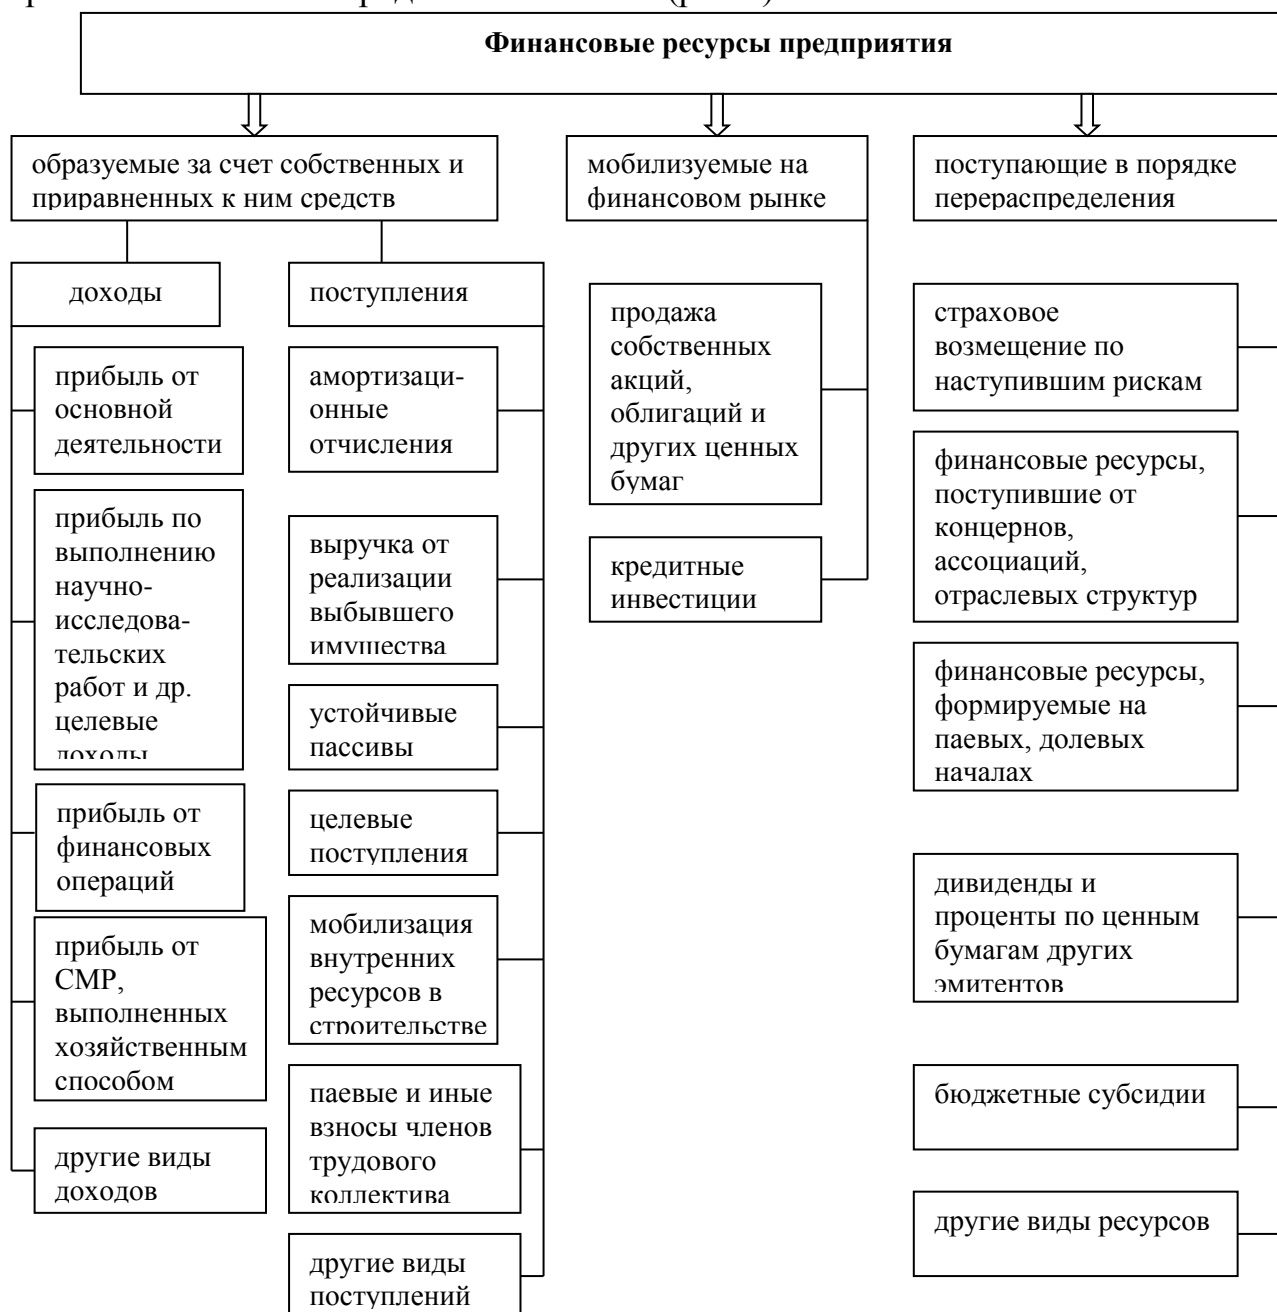 Финансовые ресурсы предприятия
образуемые за счет собственных и
приравненных к ним средств
доходы
прибыль от
основной
деятельности
прибыль по
выполнению
научно-
исследова-
тельских
работ и др.
целевые
доходы
прибыль от
финансовых
операций
прибыль от
СМР,
выполненных
хозяйственным
способом
другие виды
доходов
поступления
амортизаци-
онные
отчисления
выручка от
реализации
выбывшего
имущества
устойчивые
пассивы
целевые
поступления
мобилизация
внутренних
ресурсов в
строительстве
паевые и иные
взносы членов
трудового
коллектива
другие виды
поступлений
мобилизуемые на
финансовом рынке
продажа
собственных
акций,
облигаций и
других ценных
бумаг
кредитные
инвестиции
поступающие в порядке
перераспределения
страховое
возмещение по
наступившим рискам
финансовые ресурсы,
поступившие от
концернов,
ассоциаций,
отраслевых структур
финансовые ресурсы,
формируемые на
паевых, долевых
началах
дивиденды и
проценты по ценным
бумагам других
эмитентов
бюджетные субсидии
другие виды ресурсов